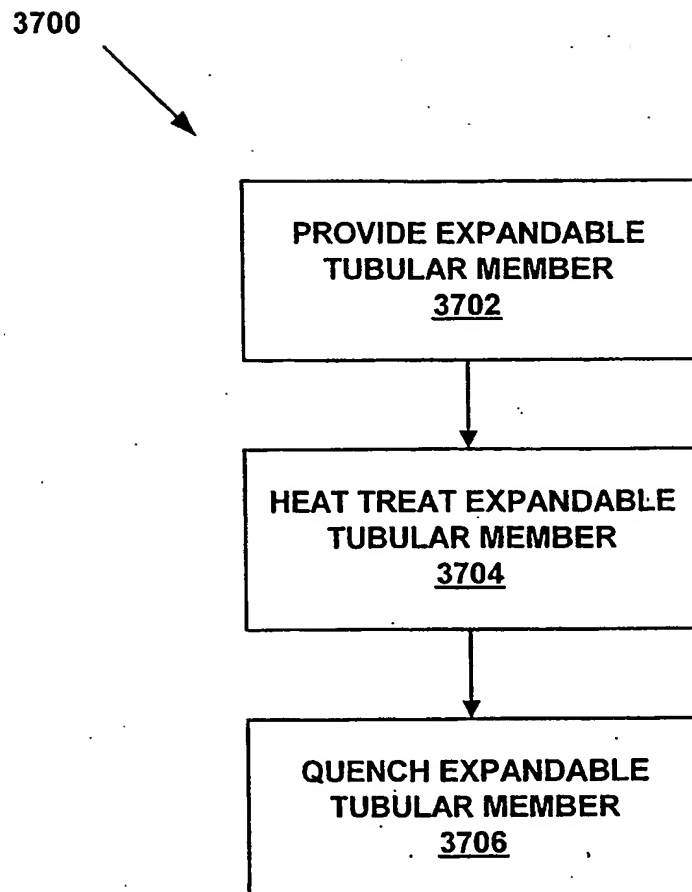 3700
PROVIDE EXPANDABLE
TUBULAR MEMBER
3702
HEAT TREAT EXPANDABLE
TUBULAR MEMBER
3704
QUENCH EXPANDABLE
TUBULAR MEMBER
3706